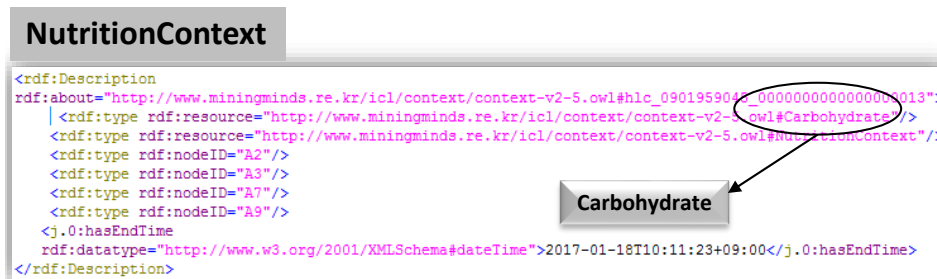 NutritionContext
<rdf:Description
rdf:about="http://www.miningminds.re.kr/icl/context/context-v2-5.owl#hlc_0901959045_0000000000000000013"
<rdf:type rdf:resource="http://www.miningminds.re.kr/icl/context/context-v2-5.owl#Carbohydrate"/>
<rdf:type rdf:resource="http://www.miningminds.re.kr/icl/context/context-v2-5.owl#NutritionContext"/
<rdf:type rdf:nodeID="A2"/>
<rdf:type rdf:nodeID="A3"/>
<rdf:type rdf:nodeID="A7"/>
<rdf:type rdf:nodeID="A9"/>
Carbohydrate
<j.0:hasEndTime
rdf:datatype="http://www.w3.org/2001/XMLSchema#dateTime">2017-01-18T10:11:23+09:00</j.0:hasEndTime>
</rdf:Description>